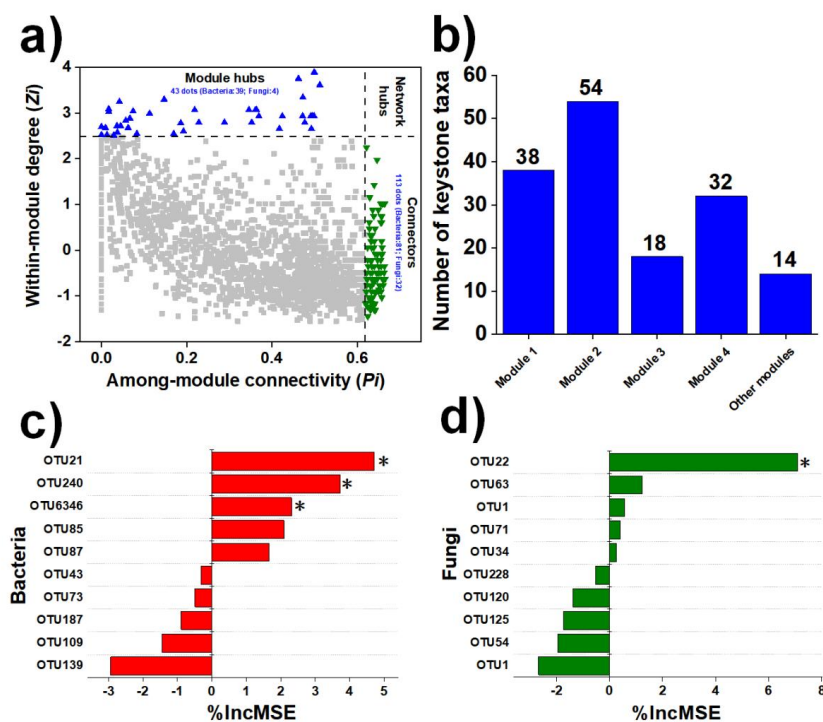 a)
Within-module degree (Zi)
4
3
2
1
0
-1
-2
Module hubs
43 dots (Bacteria:39; Fungi:4)
Network
hubs
Connectors
113 dots (Bacteria:81; Fungi:32)
0.0
0.2
0.4
0.6
Among-module connectivity (Pi)
b)
Number of keystone taxa
60
50
40
30
20
10
0
38
54
18
32
14
Module 1
Module 2
Module 3
Module 4
Other modules
c)
Bacteria
OTU21
*
OTU240
*
OTU6346
*
OTU85
OTU87
OTU43
OTU73
OTU187
OTU109
OTU139
-3
-2
-1
0
1
2
3
4
5
%IncMSE
d)
Fungi
OTU22
*
OTU63
OTU1
OTU71
OTU34
OTU228
OTU120
OTU125
OTU54
OTU1
-2
0
2
4
6
8
%IncMSE